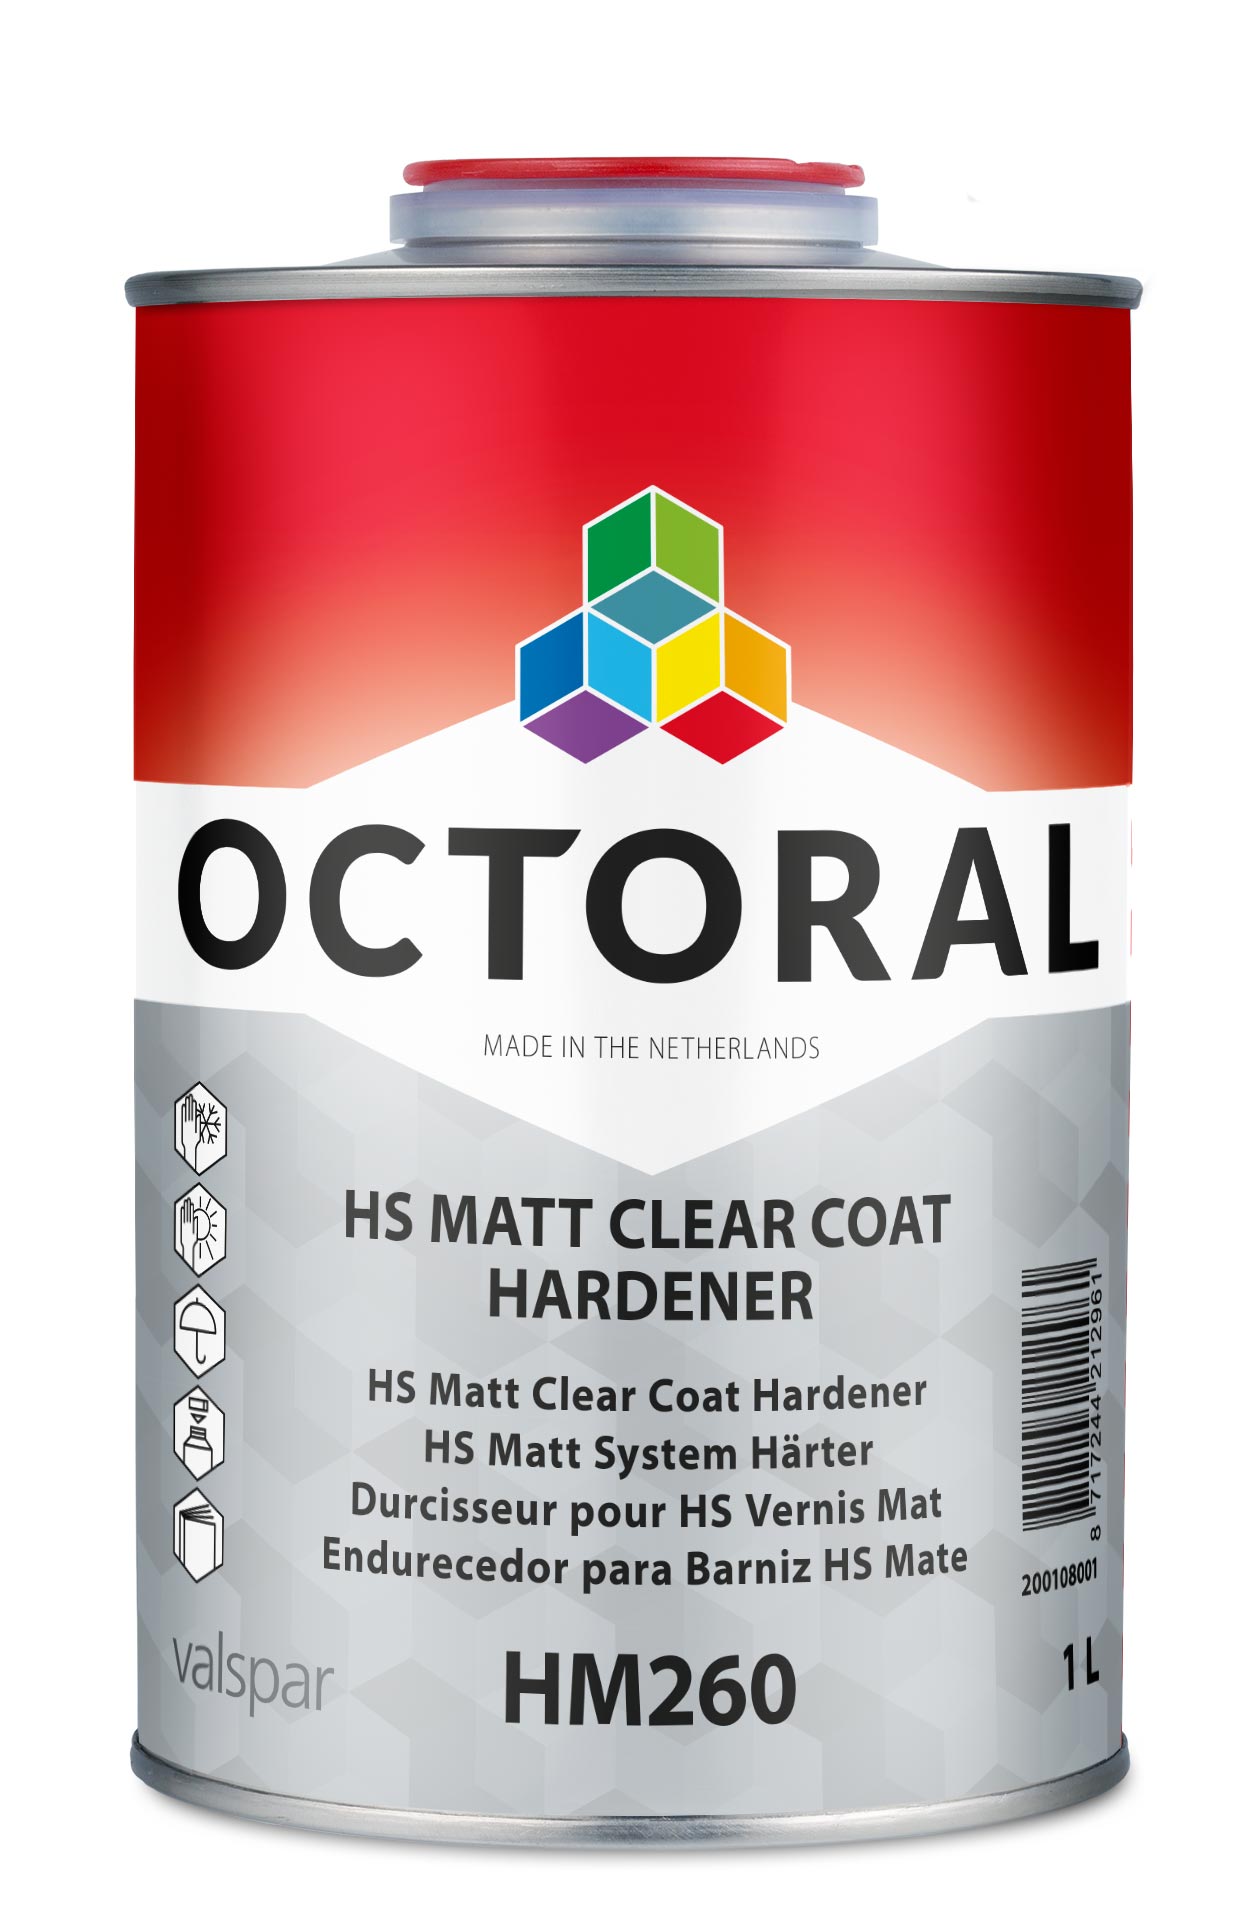 OCTORAL
MADE IN THE NETHERLANDS
HS MATT CLEAR COAT
HARDENER
HS Matt Clear Coat Hardener
HS Matt System Härter
Durcisseur pour HS Vernis Mat
Endurecedor para Barniz HS Mate
8 717244 212961
200108001
valspar
HM260
1 L